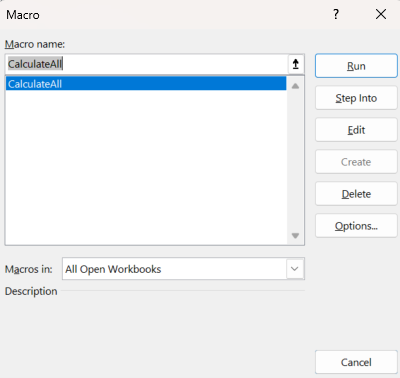 Macro
?
Macro name:
CalculateAll
CalculateAll
Run
Step Into
Edit
Create
Delete
Options...
Macros in:
All Open Workbooks
Description
Cancel